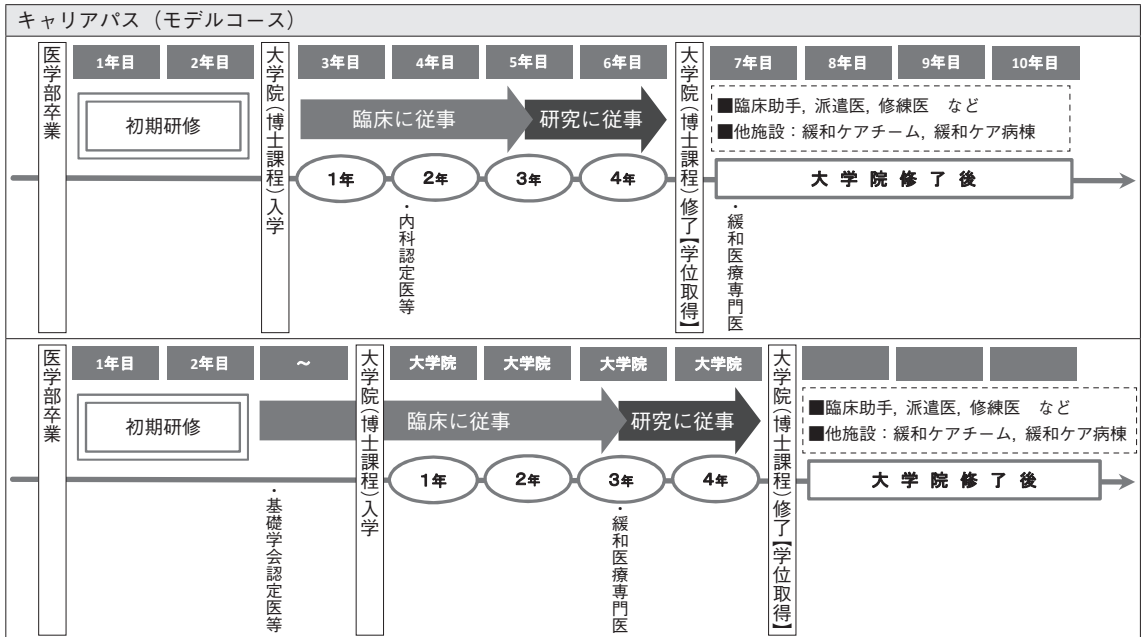 キャリアパス（モデルコース）
医学部卒業
1年目
2年目
初期研修
大学院（博士課程）入学
3年目
4年目
5年目
6年目
臨床に従事
研究に従事
1年
2年
3年
4年
・内科認定医等
大学院（博士課程）修了【学位取得】
7年目
8年目
9年目
10年目
■臨床助手, 派遣医, 修練医　など
■他施設：緩和ケアチーム, 緩和ケア病棟
大学院修了後
・緩和医療専門医
医学部卒業
1年目
2年目
～
初期研修
・基礎学会認定医等
大学院（博士課程）入学
大学院
大学院
大学院
大学院
臨床に従事
研究に従事
1年
2年
3年
4年
・緩和医療専門医
大学院（博士課程）修了【学位取得】
■臨床助手, 派遣医, 修練医　など
■他施設：緩和ケアチーム, 緩和ケア病棟
大学院修了後